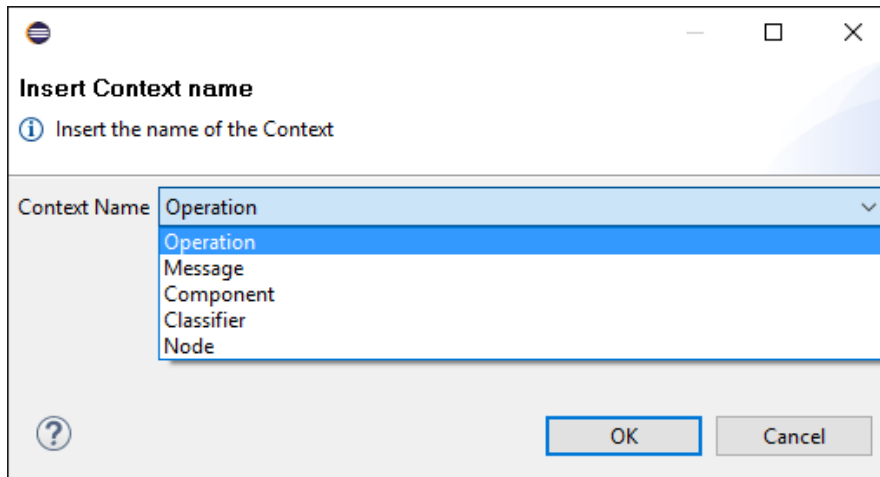 Insert Context name
Insert the name of the Context
Context Name Operation
Operation
Message
Component
Classifier
Node
? OK Cancel